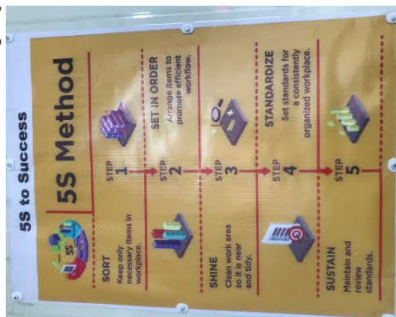 5S to Success
5S
5S Method
STEP
1
SORT
Keep only
necessary items in
workplace.
STEP
2
SET IN ORDER
Arrange items to
promote efficient
workflow.
STEP
3
SHINE
Clean work area
so it is near
and tidy.
STEP
4
STANDARDIZE
Set standards for
a consistently
organized workplace.
STEP
5
SUSTAIN
Maintain and
review
standards.